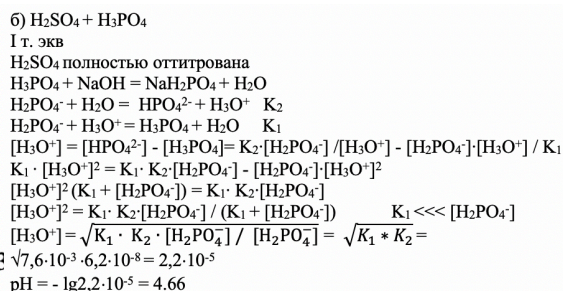 б) H₂SO₄ + H₃PO₄
I т. экв
H₂SO₄ полностью оттитрована
H₃PO₄ + NaOH = NaH₂PO₄ + H₂O
H₂PO₄⁻ + H₂O = HPO₄²⁻ + H₃O⁺ K₂
H₂PO₄⁻ + H₃O⁺ = H₃PO₄ + H₂O K₁
[H₃O⁺] = [HPO₄²⁻] - [H₃PO₄]= K₂·[H₂PO₄⁻] /[H₃O⁺] - [H₂PO₄⁻]·[H₃O⁺] / K₁
K₁ · [H₃O⁺]² = K₁· K₂·[H₂PO₄⁻] - [H₂PO₄⁻]·[H₃O⁺]²
[H₃O⁺]² (K₁ + [H₂PO₄⁻]) = K₁· K₂·[H₂PO₄⁻]
[H₃O⁺]² = K₁· K₂·[H₂PO₄⁻] / (K₁ + [H₂PO₄⁻]) K₁ <<< [H₂PO₄⁻]
[H₃O⁺] = √K₁ · K₂ · [H₂PO₄⁻] / [H₂PO₄⁻] = √K₁ * K₂ =
√7,6·10⁻³ ·6,2·10⁻⁸ = 2,2·10⁻⁵
pH = - lg2,2·10⁻⁵ = 4.66